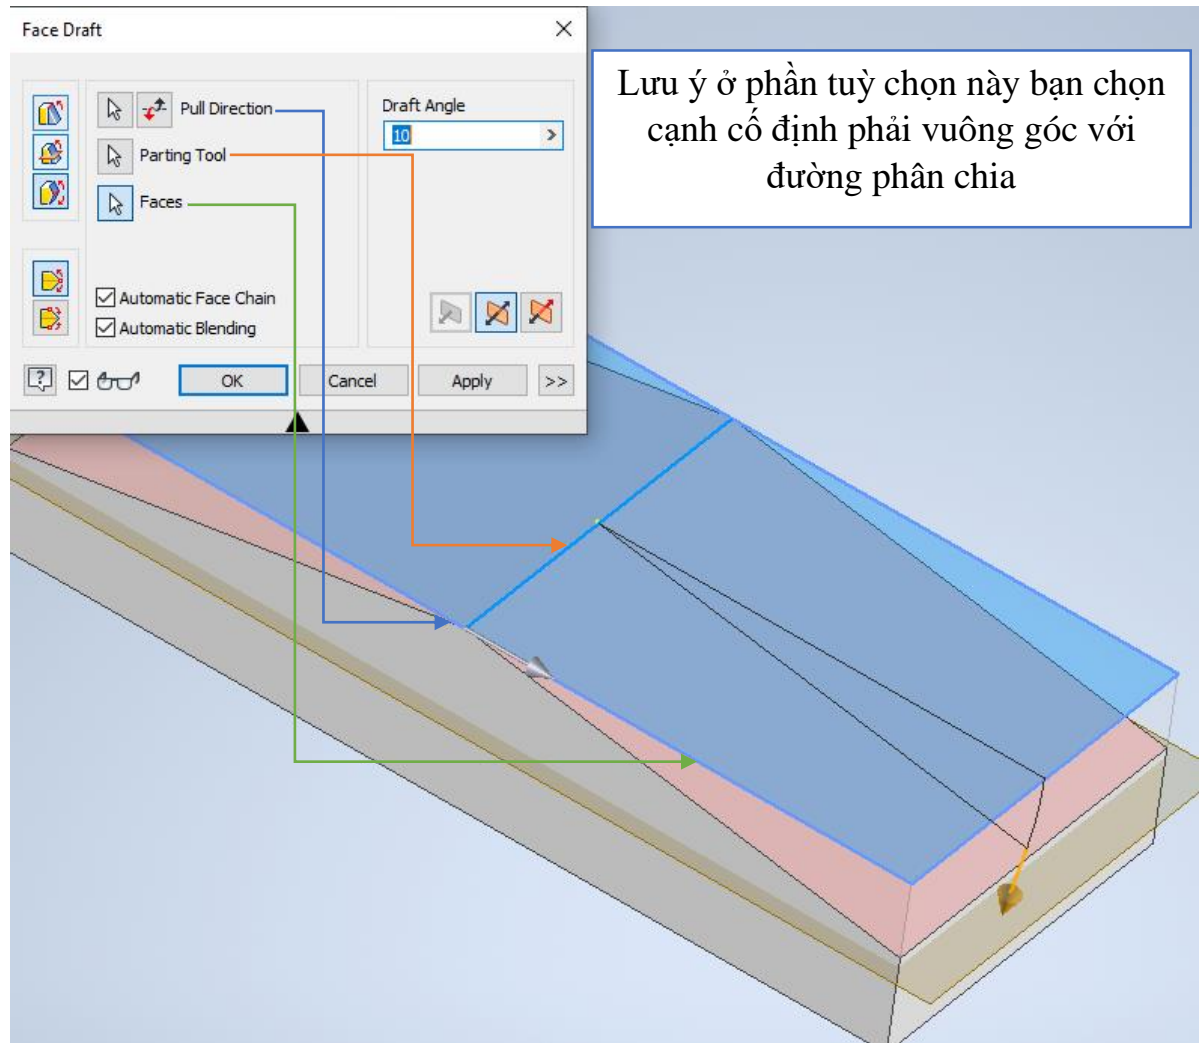 Face Draft
Lưu ý ở phần tuỳ chọn này bạn chọn
cạnh cố định phải vuông góc với
đường phân chia
Pull Direction
Parting Tool
Faces
Automatic Face Chain
Automatic Blending
Draft Angle
10
OK
Cancel
Apply
>>